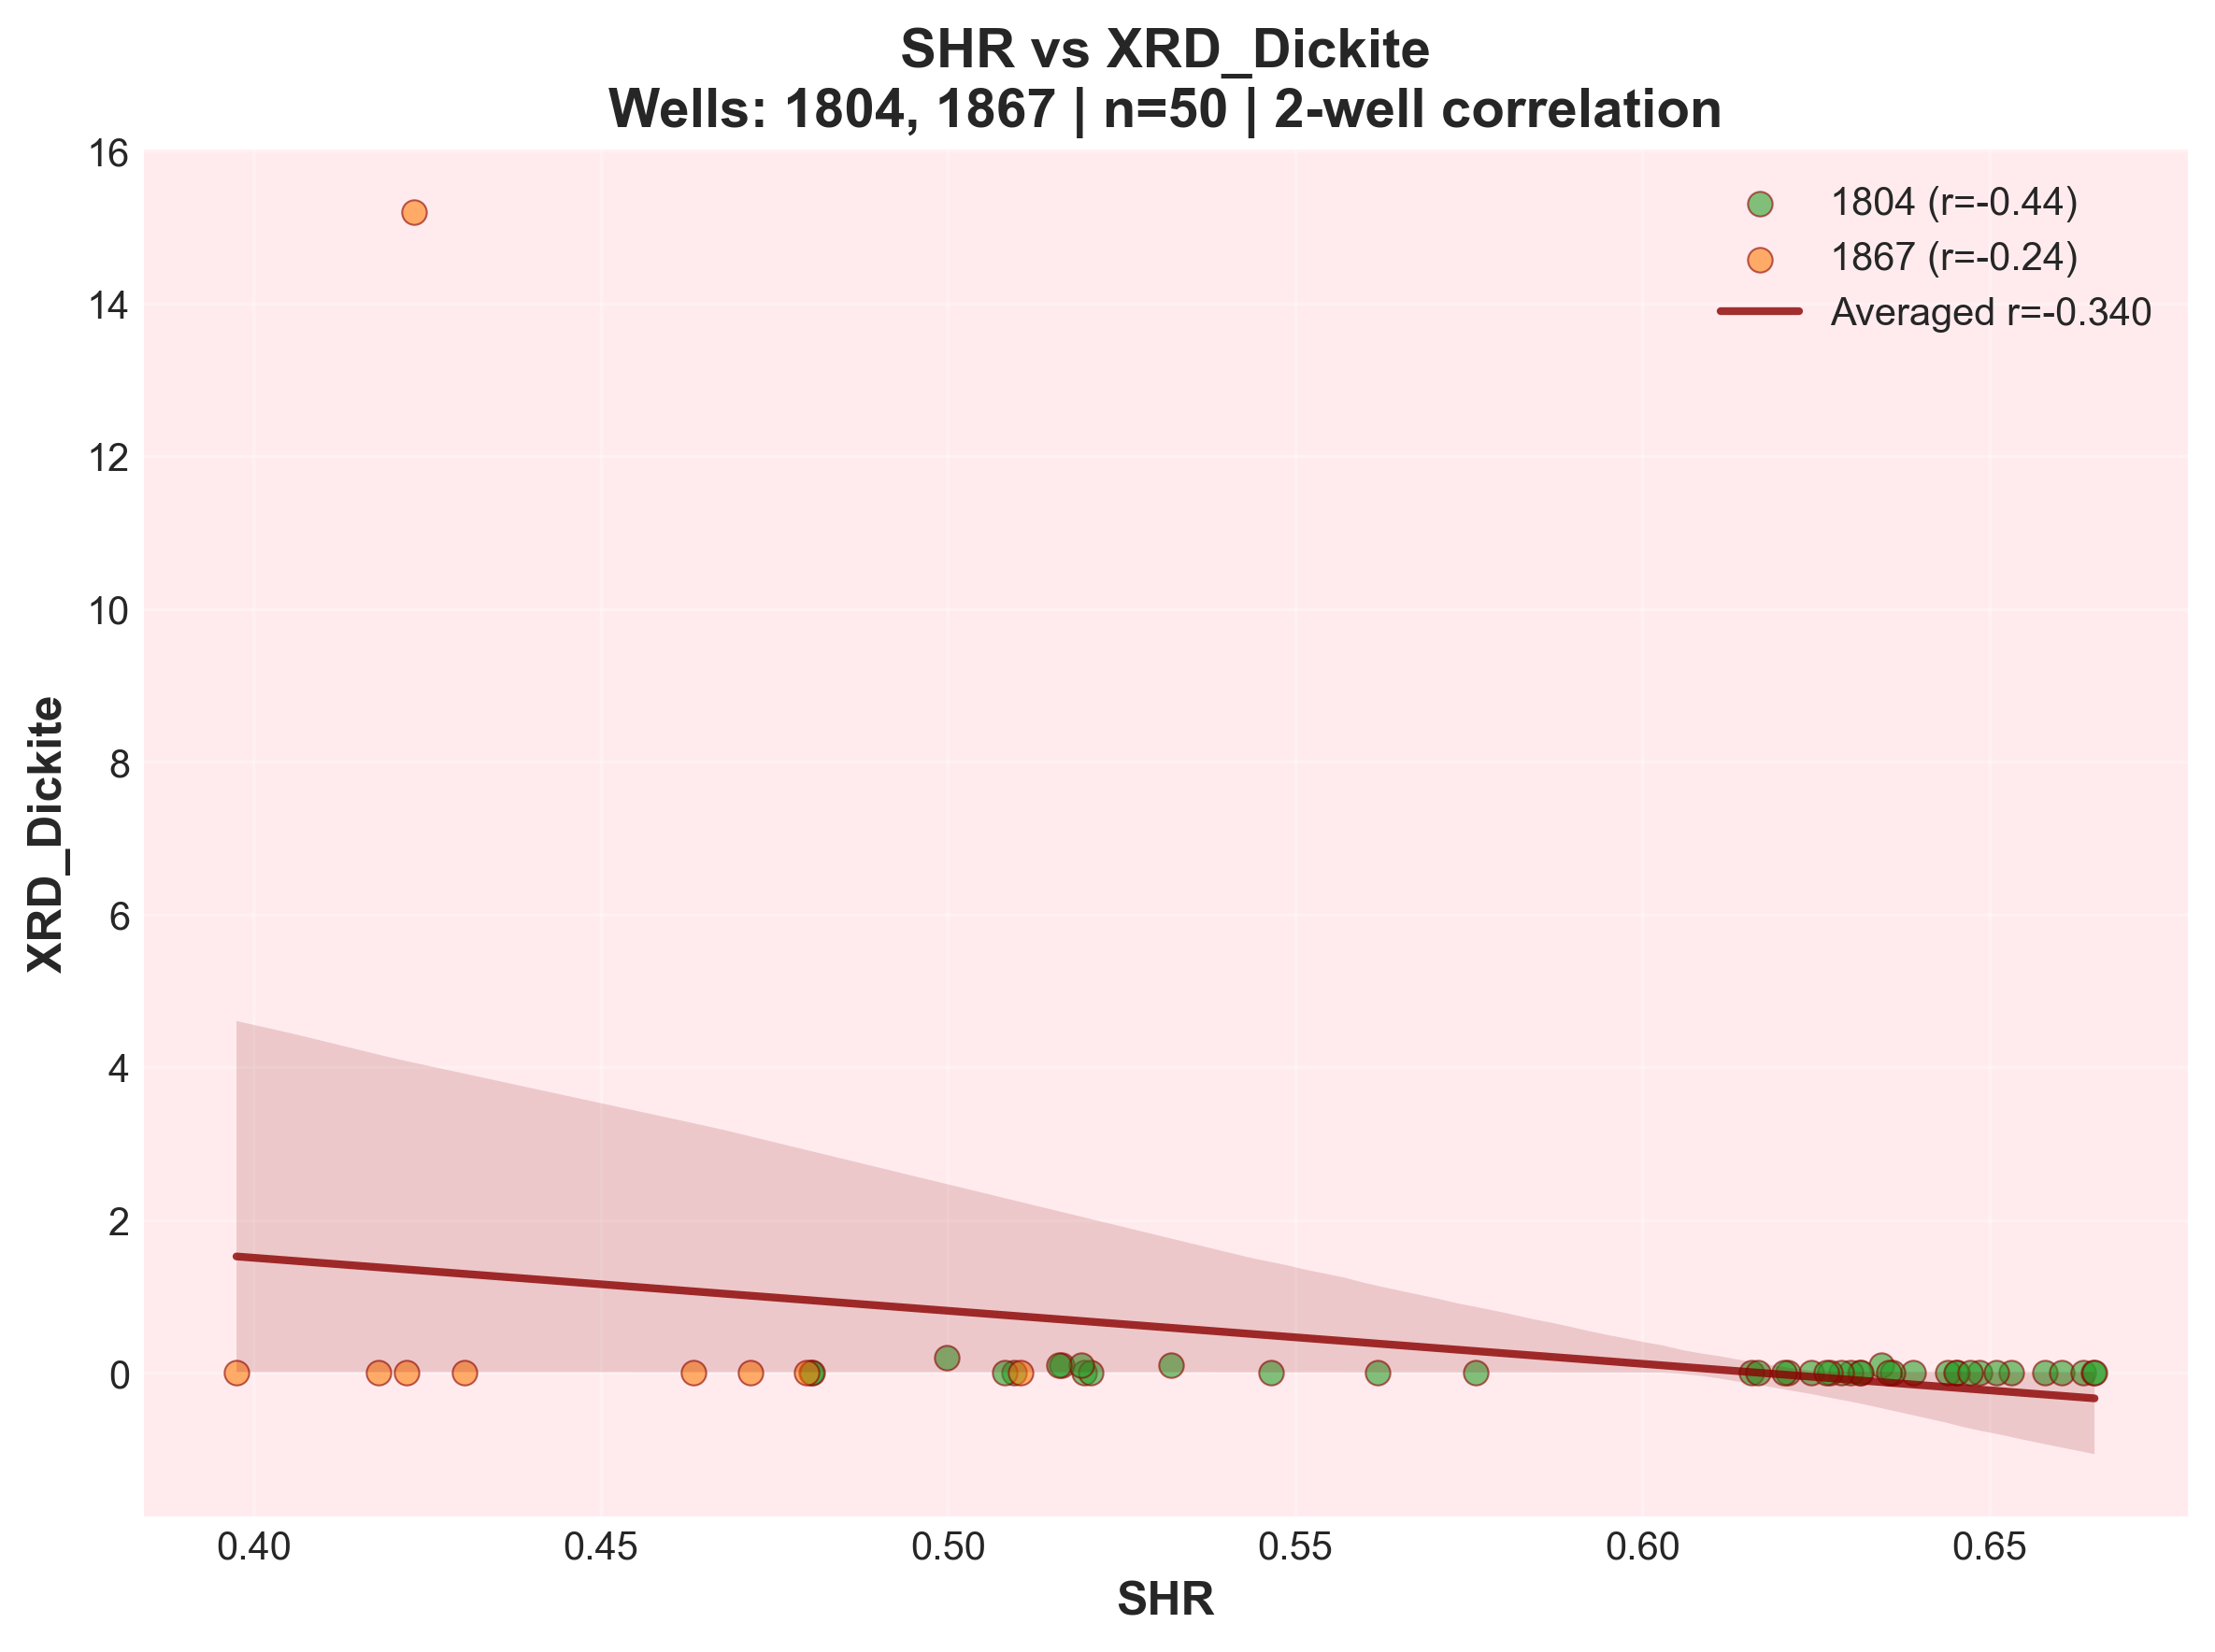 SHR vs XRD_Dickite
Wells: 1804, 1867 | n=50 | 2-well correlation
1804 (r=-0.44)
1867 (r=-0.24)
Averaged r=-0.340
XRD_Dickite
16
14
12
10
8
6
4
2
0
0.40 0.45 0.50 0.55 0.60 0.65
SHR